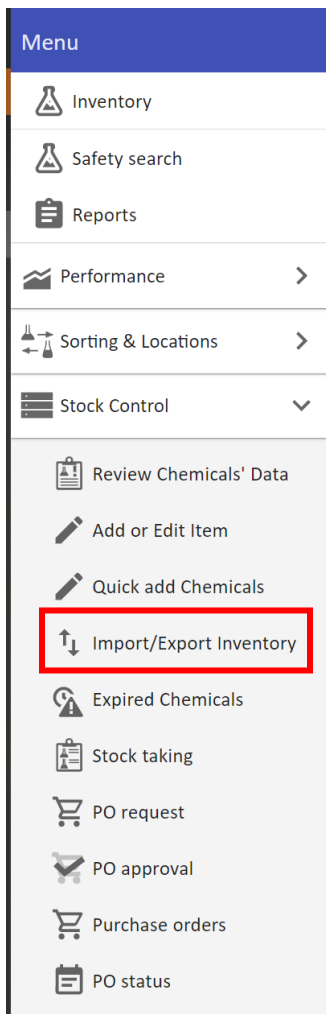 Menu
Inventory
Safety search
Reports
Performance
Sorting & Locations
Stock Control
Review Chemicals' Data
Add or Edit Item
Quick add Chemicals
Import/Export Inventory
Expired Chemicals
Stock taking
PO request
PO approval
Purchase orders
PO status